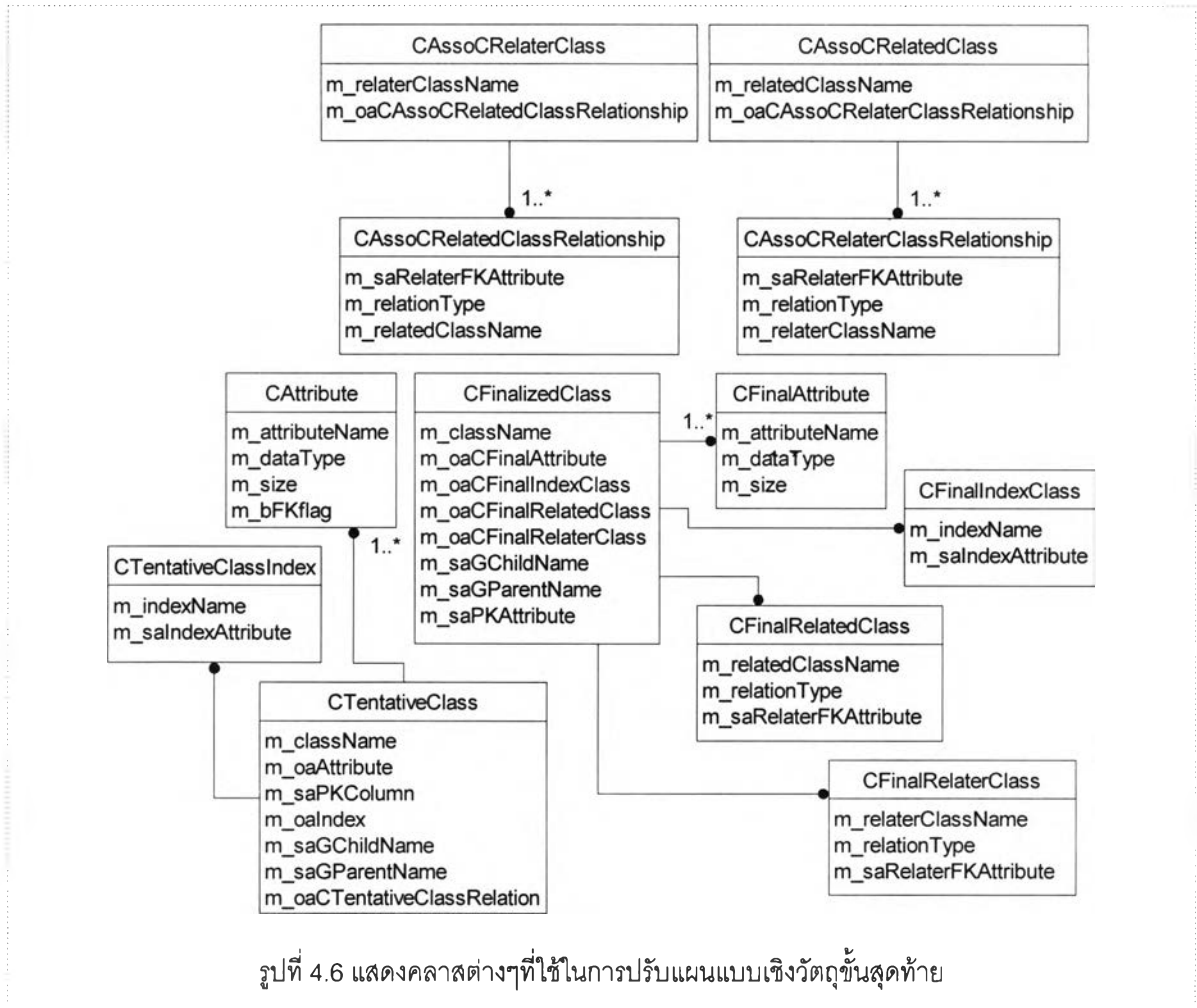 CAssoCRelaterClass
m_relaterClassName
m_oaCAssoCRelatedClassRelationship
CAssoCRelatedClass
m_relatedClassName
m_oaCAssoCRelaterClassRelationship
1..*
1..*
CAssoCRelatedClassRelationship
m_saRelaterFKAttribute
m_relationType
m_relatedClassName
CAssoCRelaterClassRelationship
m_saRelaterFKAttribute
m_relationType
m_relaterClassName
CAttribute
m_attributeName
m_dataType
m_size
m_bFKflag
1..*
CFinalizedClass
m_className
m_oaCFinalAttribute
m_oaCFinalIndexClass
m_oaCFinalRelatedClass
m_oaCFinalRelaterClass
m_saGChildName
m_saGParentName
m_saPKAttribute
1..*
CFinalAttribute
m_attributeName
m_dataType
m_size
CFinalIndexClass
m_indexName
m_saIndexAttribute
CTentativeClassIndex
m_indexName
m_saIndexAttribute
CFinalRelatedClass
m_relatedClassName
m_relationType
m_saRelaterFKAttribute
CTentativeClass
m_className
m_oaAttribute
m_saPKColumn
m_oaIndex
m_saGChildName
m_saGParentName
m_oaCTentativeClassRelation
CFinalRelaterClass
m_relaterClassName
m_relationType
m_saRelaterFKAttribute
รูปที่ 4.6 แสดงคลาสต่างๆที่ใช้ในการปรับแผนแบบเชิงวัตถุขั้นสุดท้าย